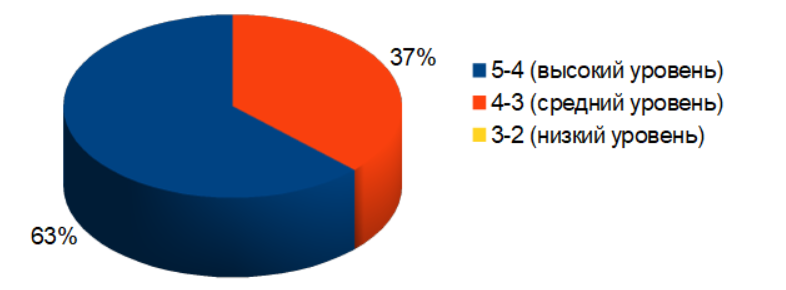 37%
5-4 (высокий уровень)
4-3 (средний уровень)
3-2 (низкий уровень)
63%